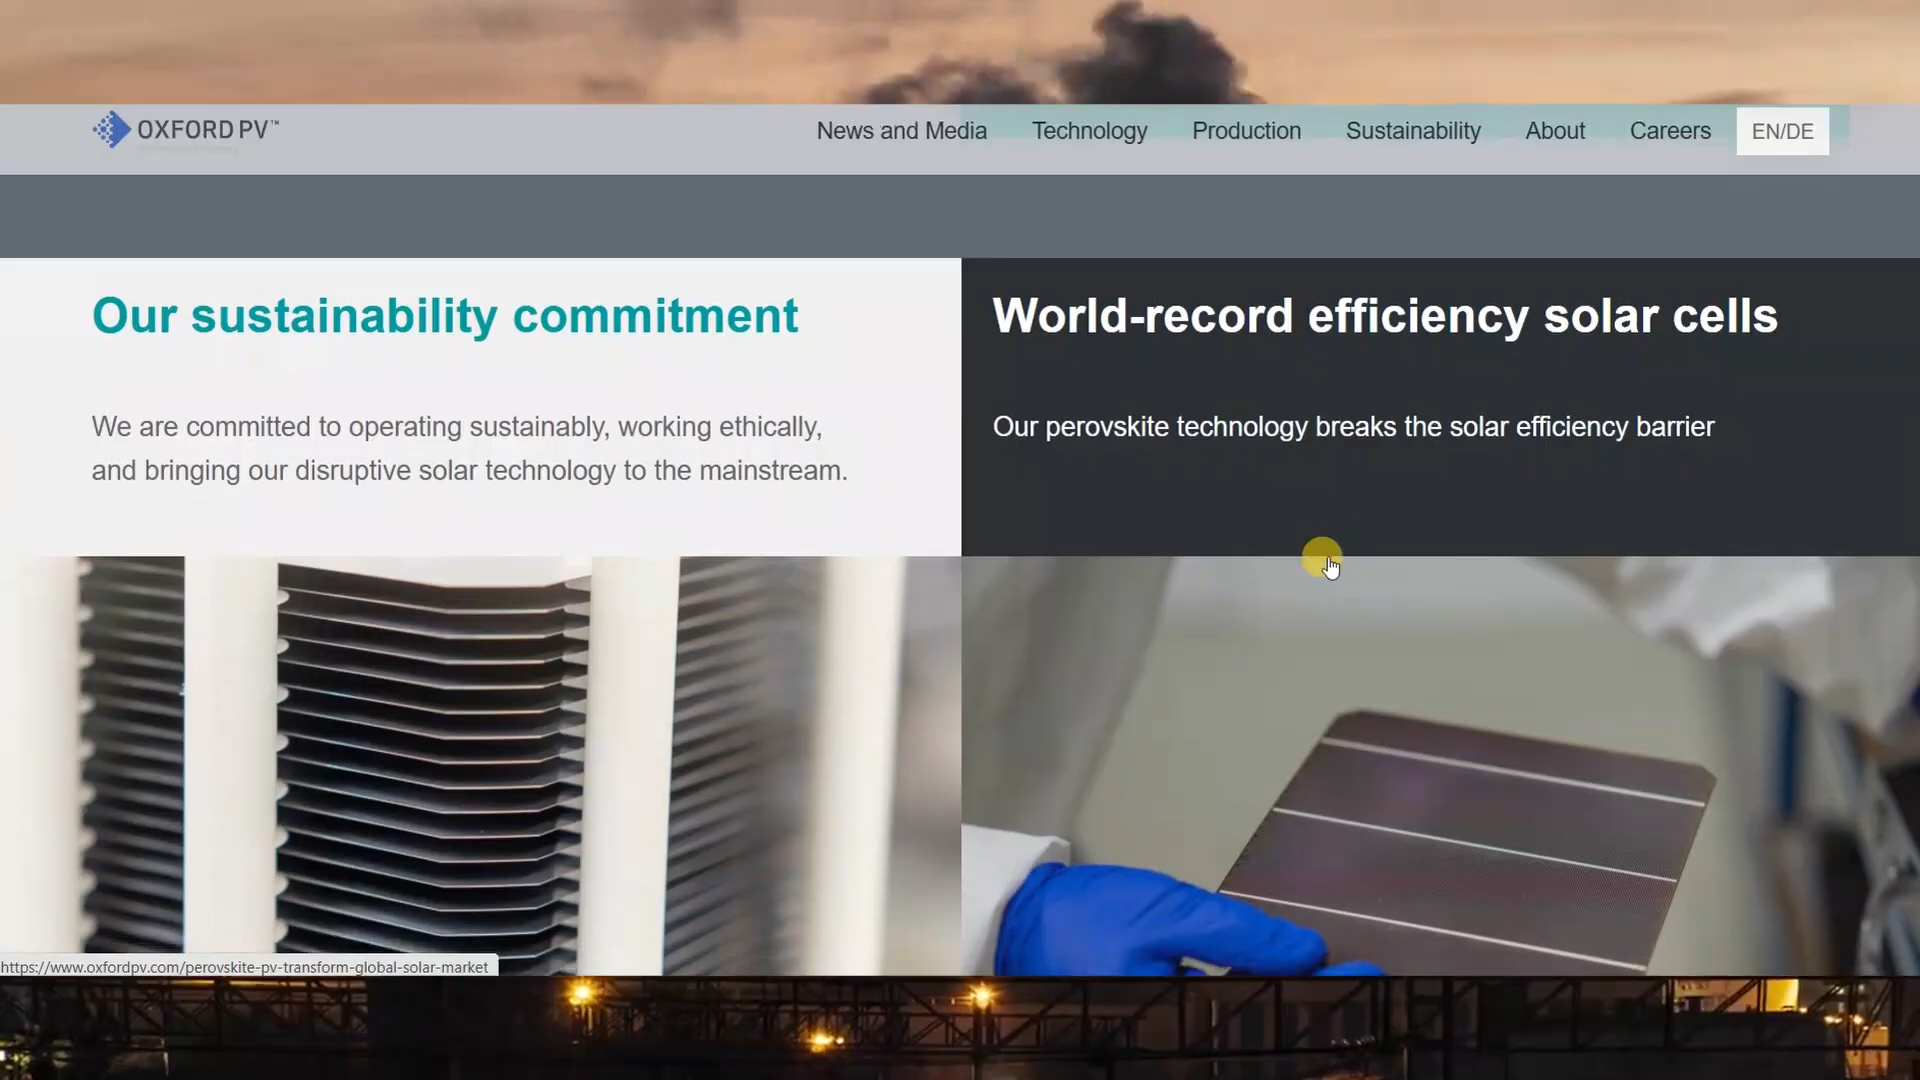 OXFORD PV™
News and Media
Technology
Production
Sustainability
About
Careers
EN/DE
Our sustainability commitment
We are committed to operating sustainably, working ethically,
and bringing our disruptive solar technology to the mainstream.
World-record efficiency solar cells
Our perovskite technology breaks the solar efficiency barrier
https://www.oxfordpv.com/perovskite-pv-transform-global-solar-market